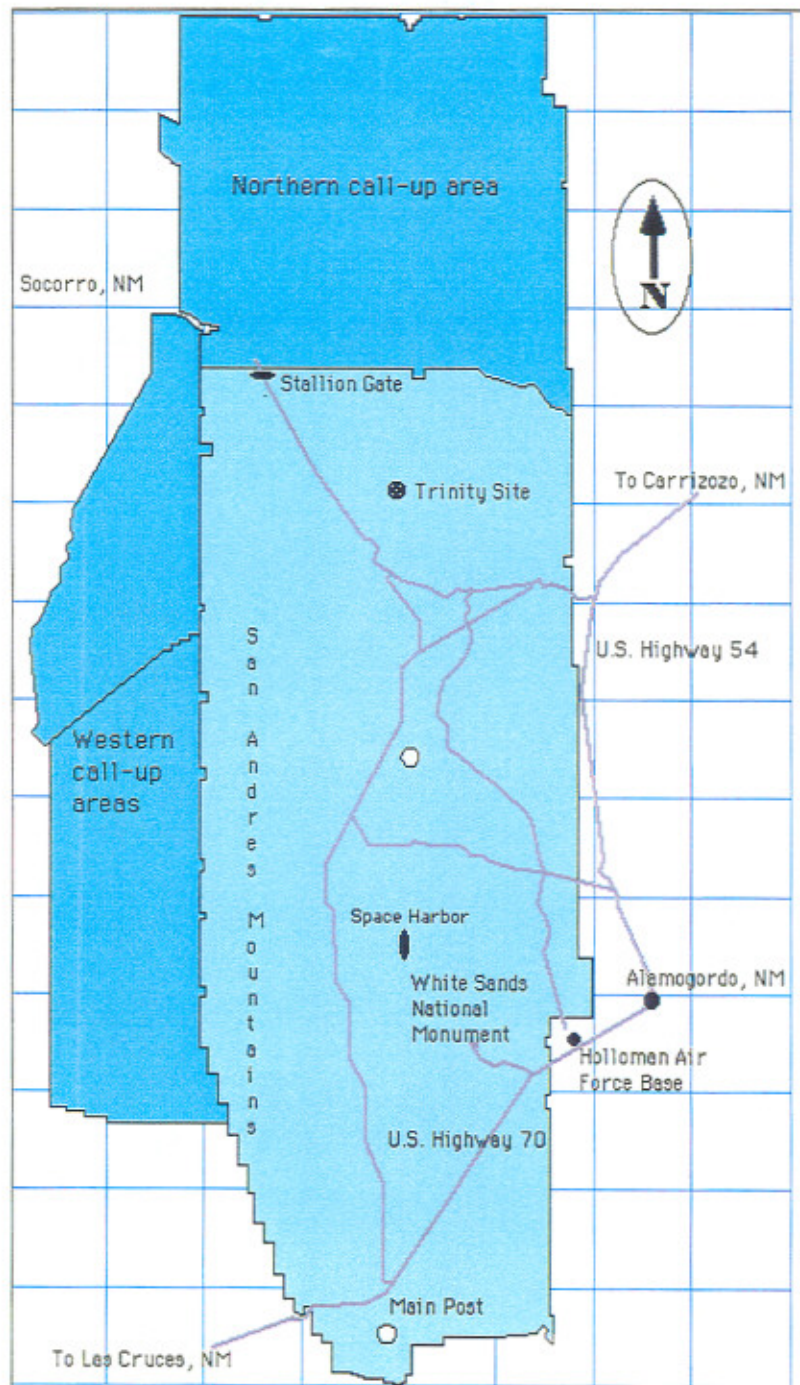 Northern call-up area
N
Socorro, NM
Stallion Gate
Trinity Site
To Carrizozo, NM
U.S. Highway 54
San Andres Mountains
Western
call-up
areas
Space Harbor
White Sands
National
Monument
Alamogordo, NM
Holloman Air
Force Base
U.S. Highway 70
Main Post
To Las Cruces, NM